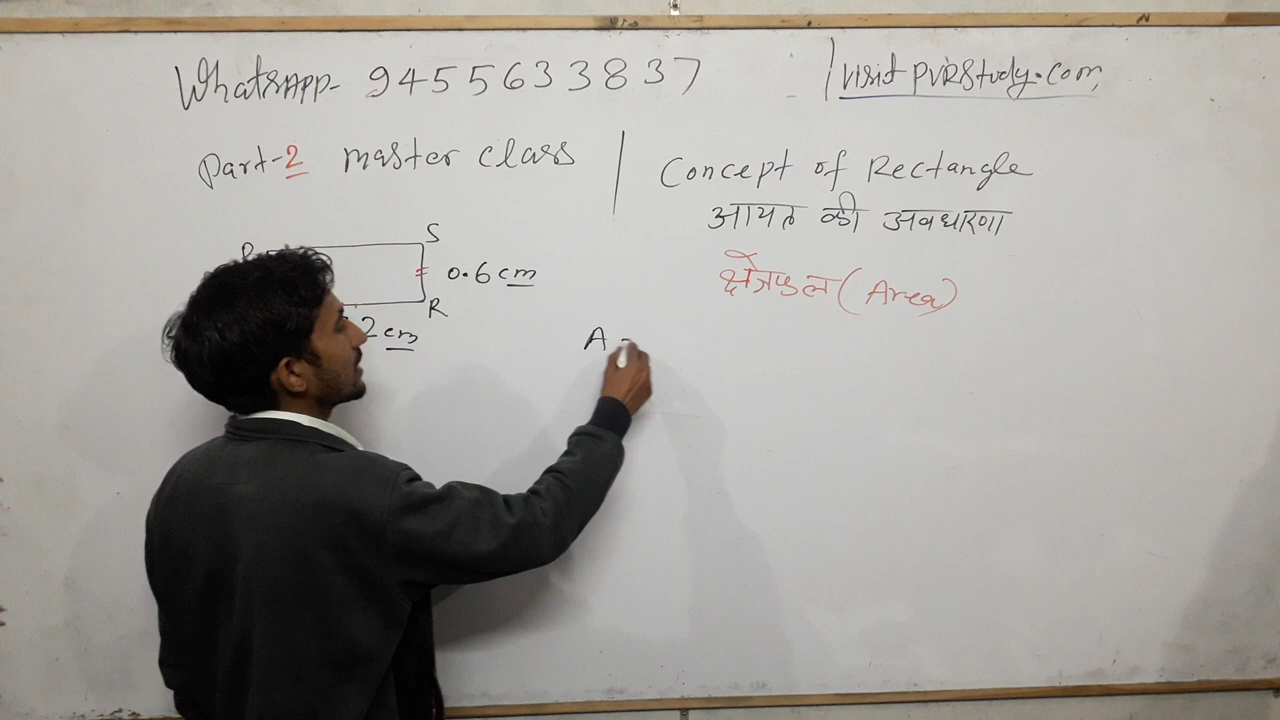 WhatsApp- 9455633837
visit pVRStudy.com
Part-2 master class
Concept of Rectangle
आयत की अवधारणा
क्षेत्रफल (Area)
S
0.6 cm
R
2 cm
A =